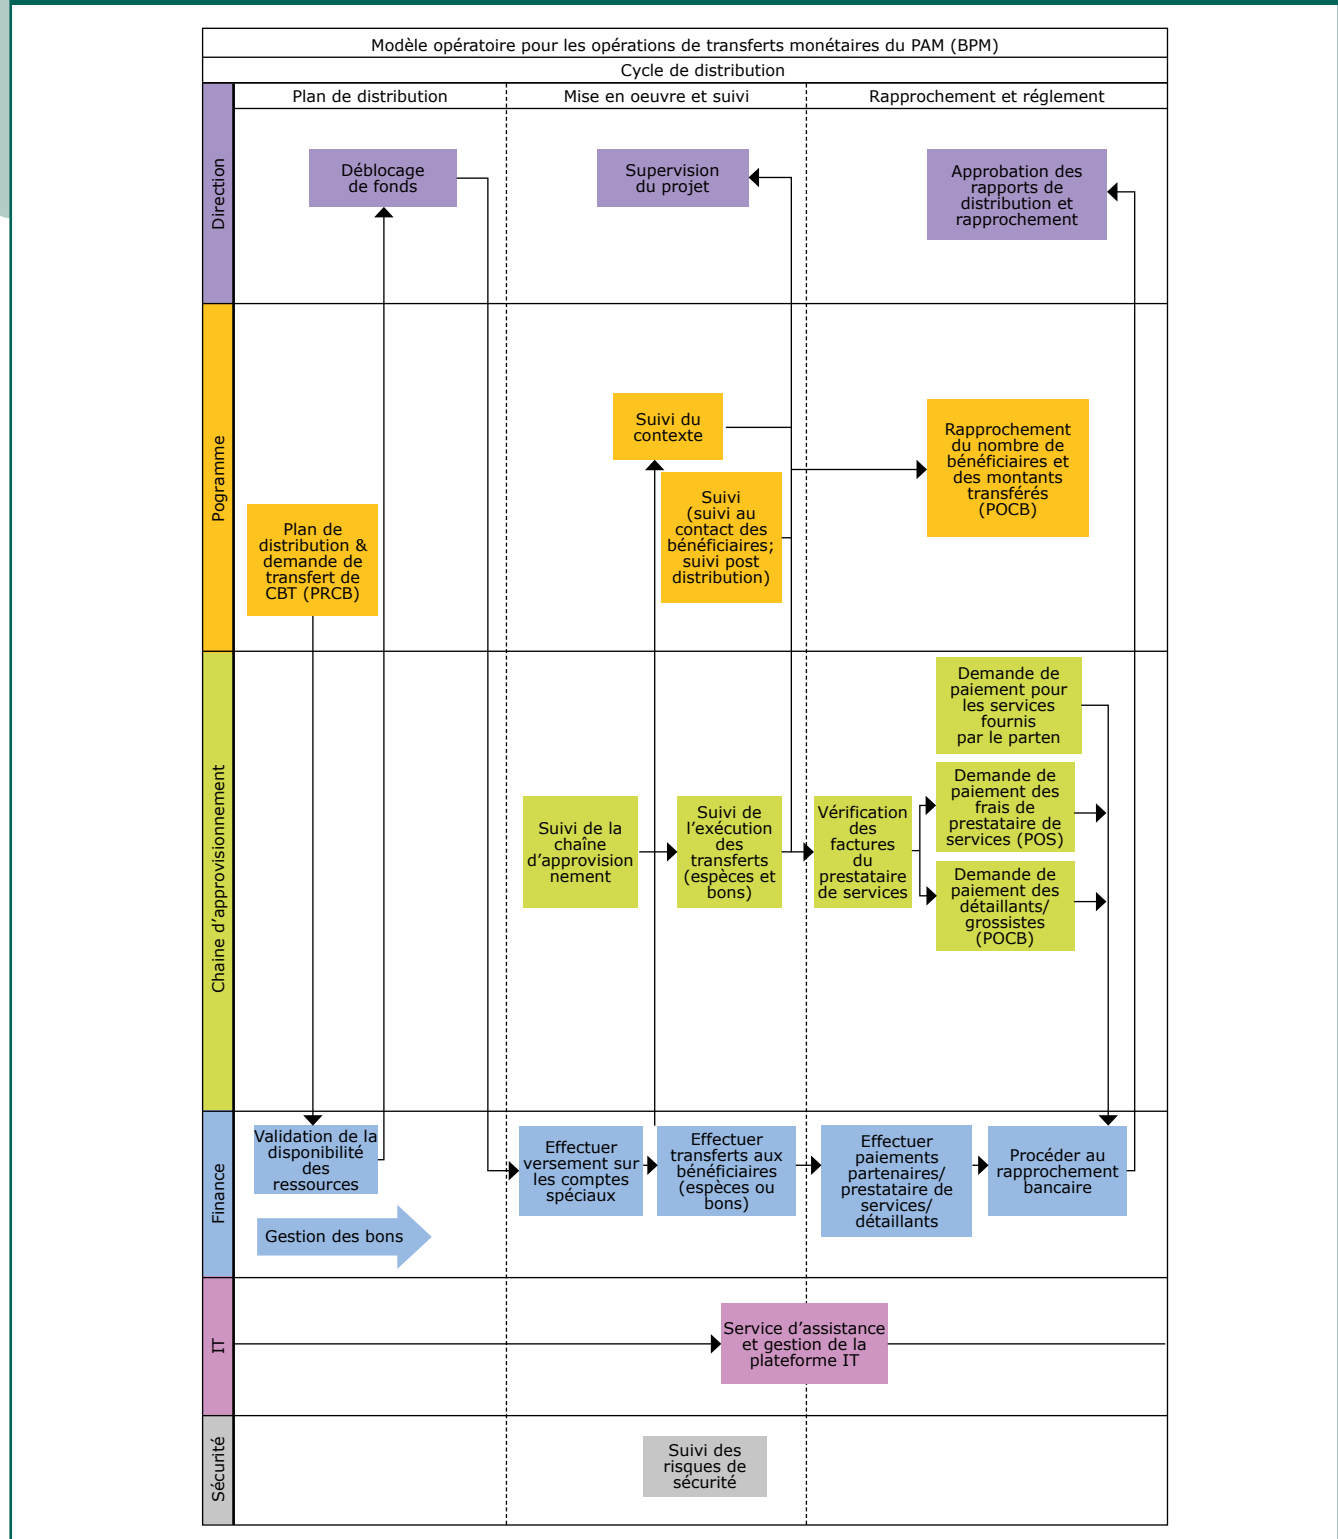 Modèle opératoire pour les opérations de transferts monétaires du PAM (BPM)
Cycle de distribution
Plan de distribution
Mise en oeuvre et suivi
Rapprochement et réglement
Direction
Déblocage
de fonds
Supervision
du projet
Approbation des
rapports de
distribution et
rapprochement
Pogramme
Plan de
distribution &
demande de
transfert de
CBT (PRCB)
Suivi du
contexte
Suivi
(suivi au
contact des
bénéficiaires;
suivi post
distribution)
Rapprochement
du nombre de
bénéficiaires et
des montants
transférés
(POCB)
Chaine d'approvisionnement
Suivi de la
chaîne
d'approvision
nement
Suivi de
l'exécution
des
transferts
(espèces et
bons)
Vérification
des
factures
du
prestataire
de services
Demande de
paiement pour
les services
fournis
par le parten
Demande de
paiement des
frais de
prestataire de
services (POS)
Demande de
paiement des
détaillants/
grossistes
(POCB)
Finance
Validation de la
disponibilité
des
ressources
Gestion des bons
Effectuer
versement sur
les comptes
spéciaux
Effectuer
transferts aux
bénéficiaires
(espèces ou
bons)
Effectuer
paiements
partenaires/
prestataire de
services/
détaillants
Procéder au
rapprochement
bancaire
IT
Service d'assistance
et gestion de la
plateforme IT
Sécurité
Suivi des
risques de
sécurité